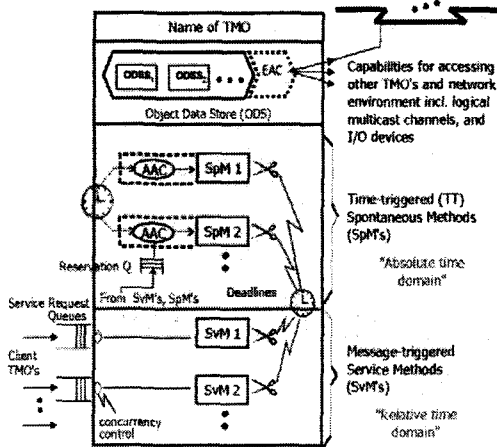 Name of TMO
ODSS
ODSS
EAC
Object Data Store (ODS)
Capabilities for accessing
other TMO's and network
environment incl. logical
multicast channels, and
I/O devices
AAC
SpM 1
AAC
SpM 2
Reservation Q
From SvM's, SpM's
Deadlines
Time-triggered (TT)
Spontaneous Methods
(SpM's)
"Absolute time
domain"
Service Request
Queues
Client
TMO's
SvM 1
SvM 2
concurrency
control
Message-triggered
Service Methods
(SvM's)
"Relative time
domain"